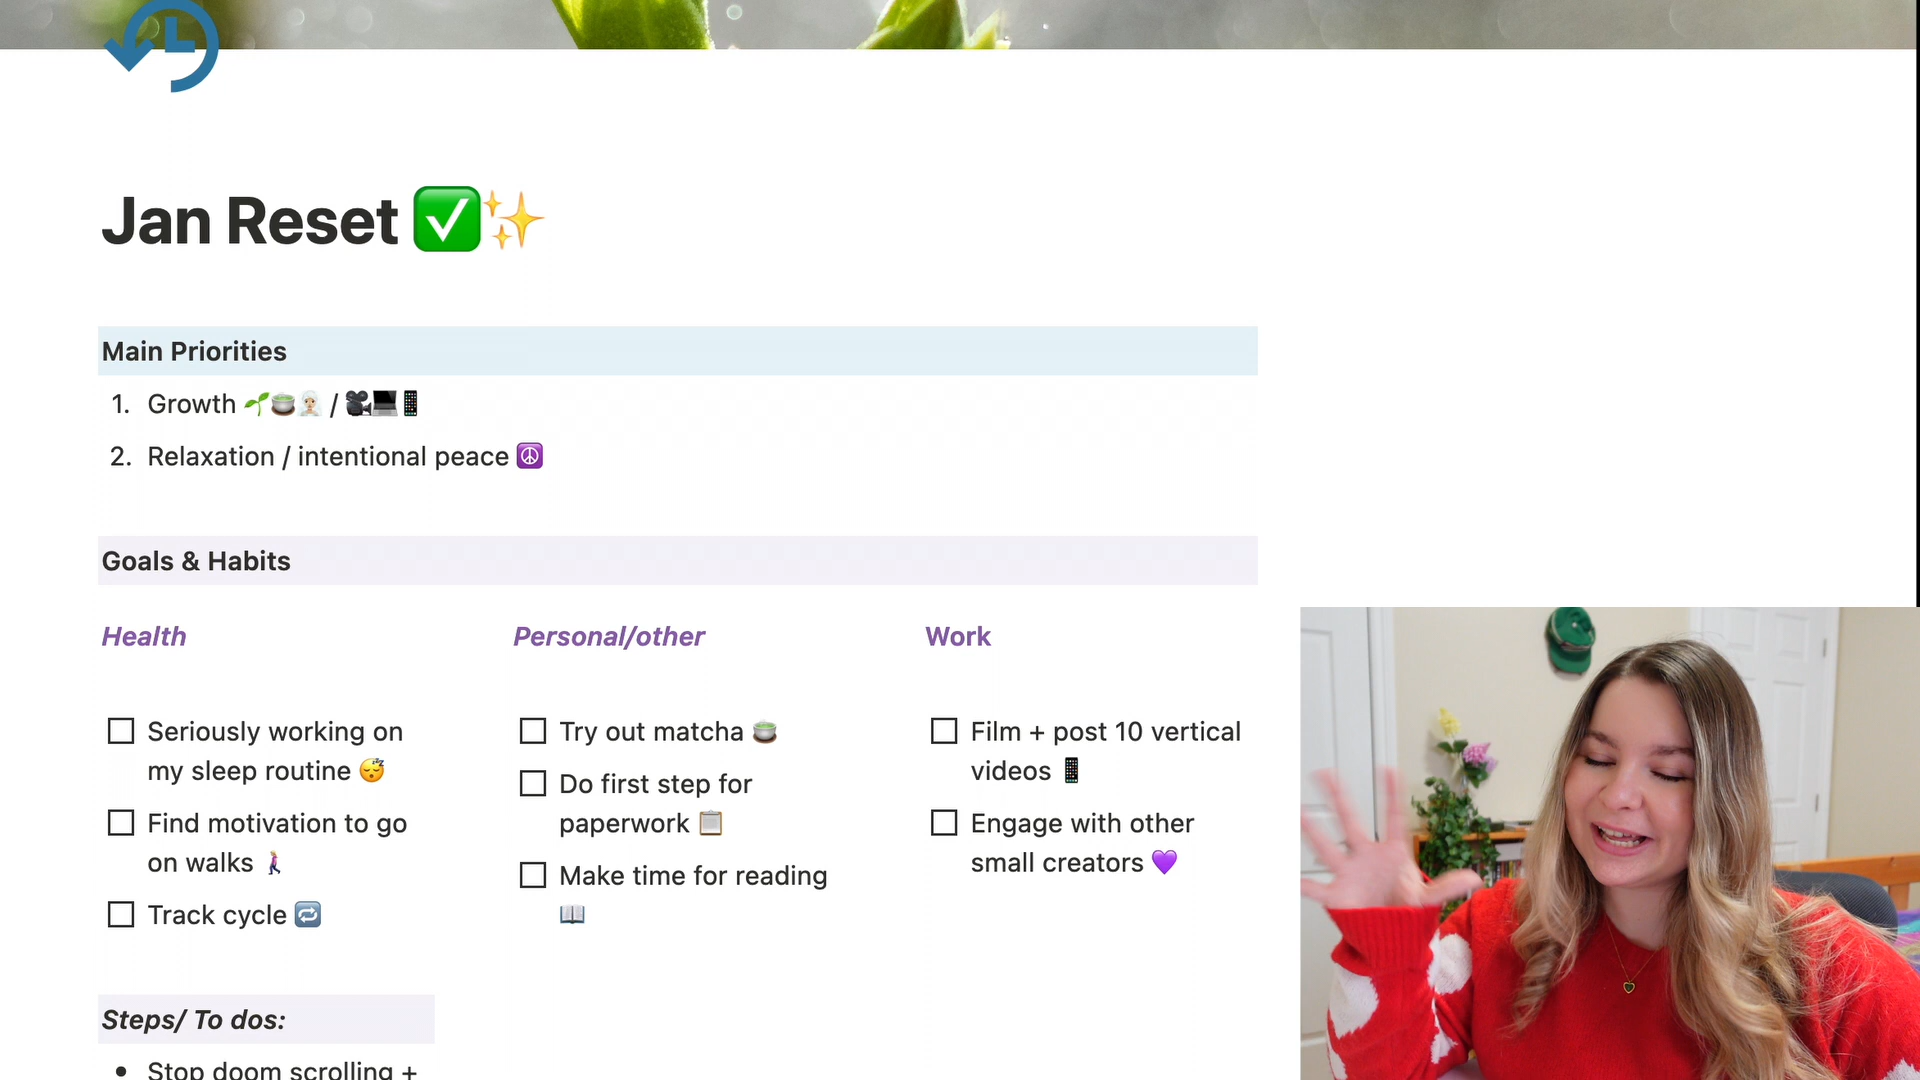 Jan Reset ✅✨
Main Priorities
1. Growth 🌱🍵🧖🏼‍♀️ / 🎥💻📱
2. Relaxation / intentional peace ☮️
Goals & Habits
Health
Personal/other
Work
Seriously working on
my sleep routine 😴
Find motivation to go
on walks 🚶🏼‍♀️
Track cycle 🔁
Try out matcha 🍵
Do first step for
paperwork 📋
Make time for reading
📖
Film + post 10 vertical
videos 📱
Engage with other
small creators 💜
Steps/ To dos:
• Stop doom scrolling +